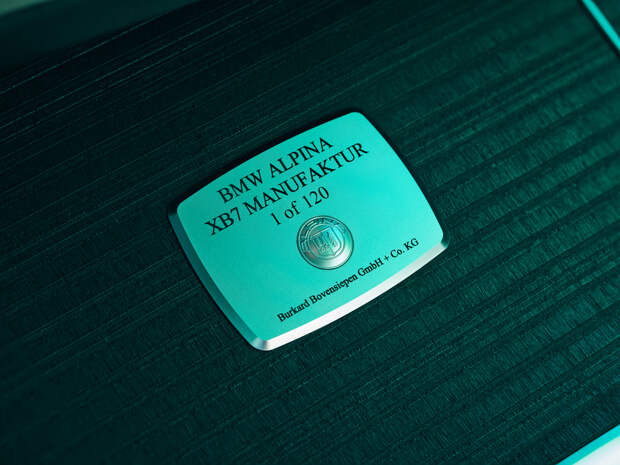 BMW ALPINA
XB7 MANUFAKTUR
1 of 120
Burkard Bovensiepen GmbH + Co. KG